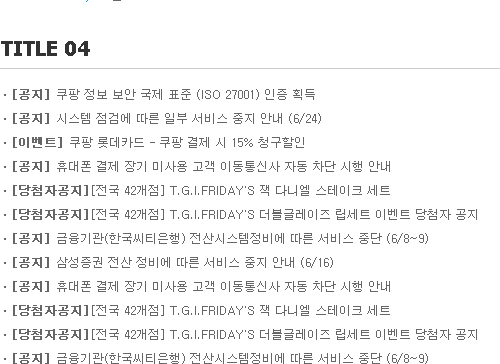 TITLE 04
· [공지] 쿠팡 정보 보안 국제 표준 (ISO 27001) 인증 획득
· [공지] 시스템 점검에 따른 일부 서비스 중지 안내 (6/24)
· [이벤트] 쿠팡 롯데카드 - 쿠팡 결제 시 15% 청구할인
· [공지] 휴대폰 결제 장기 미사용 고객 이동통신사 자동 차단 시행 안내
· [당첨자공지][전국 42개점] T.G.I.FRIDAY'S 잭 다니엘 스테이크 세트
· [당첨자공지][전국 42개점] T.G.I.FRIDAY'S 더블글레이즈 립세트 이벤트 당첨자 공지
· [공지] 금융기관(한국씨티은행) 전산시스템정비에 따른 서비스 중단 (6/8~9)
· [공지] 삼성증권 전산 정비에 따른 서비스 중지 안내 (6/16)
· [공지] 휴대폰 결제 장기 미사용 고객 이동통신사 자동 차단 시행 안내
· [당첨자공지][전국 42개점] T.G.I.FRIDAY'S 잭 다니엘 스테이크 세트
· [당첨자공지][전국 42개점] T.G.I.FRIDAY'S 더블글레이즈 립세트 이벤트 당첨자 공지
· [공지] 금융기관(한국씨티은행) 전산시스템정비에 따른 서비스 중단 (6/8~9)